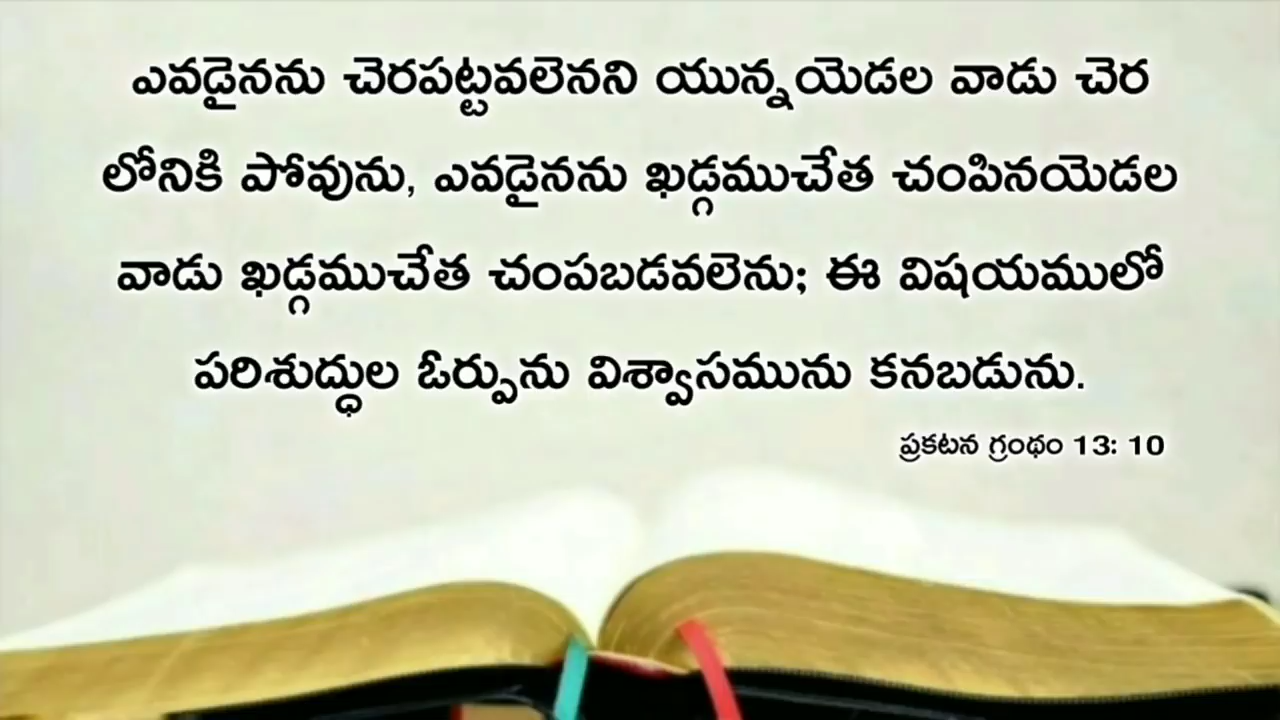 ఎవడైనను చెరపట్టవలెనని యున్నయెడల వాడు చెర
లోనికి పోవును, ఎవడైనను ఖడ్గముచేత చంపినయెడల
వాడు ఖడ్గముచేత చంపబడవలెను; ఈ విషయములో
పరిశుద్ధుల ఓర్పును విశ్వాసమును కనబడును.
ప్రకటన గ్రంథం 13: 10